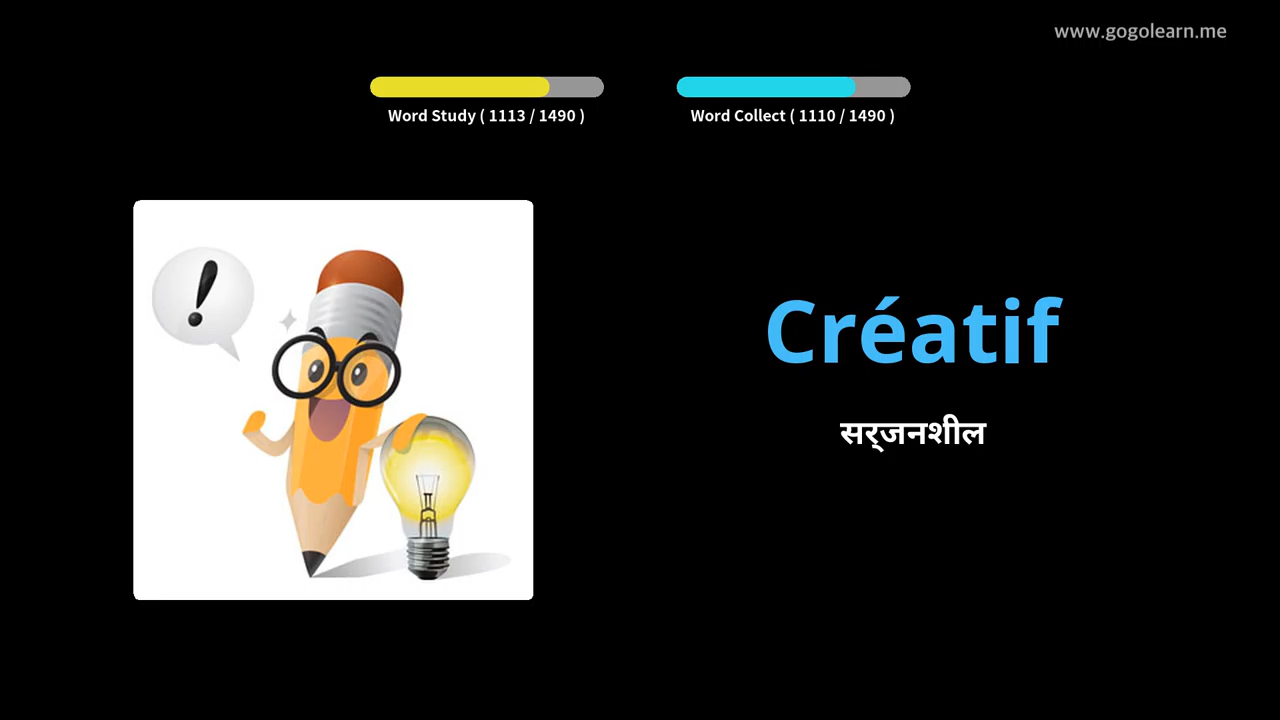 www.gogolearn.me
Word Study ( 1113 / 1490 )
Word Collect ( 1110 / 1490 )
!
Créatif
सर्जनशील